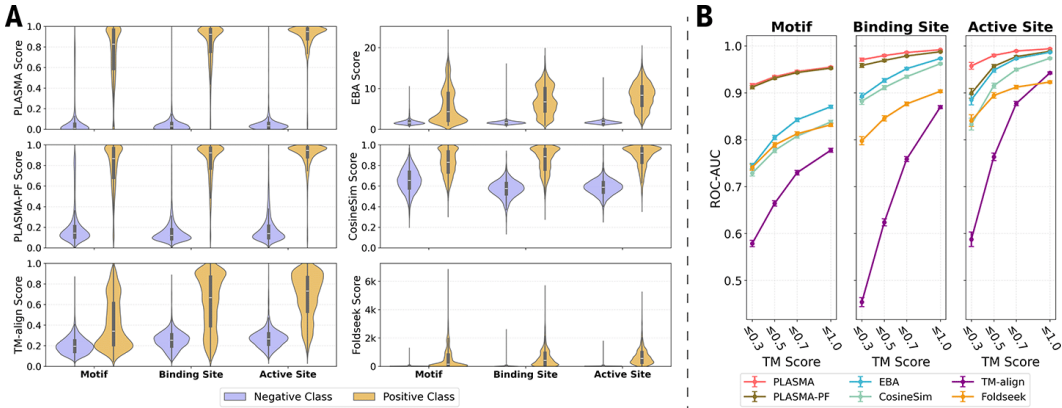 A
PLASMA Score
1.0
0.8
0.6
0.4
0.2
0.0
EBA Score
20
10
0
PLASMA-PF Score
1.0
0.8
0.6
0.4
0.2
0.0
CosineSim Score
1.0
0.8
0.6
0.4
0.2
0.0
TM-align Score
1.0
0.8
0.6
0.4
0.2
0.0
Motif Binding Site Active Site
Foldseek Score
6k
4k
2k
0
Motif Binding Site Active Site
Negative Class Positive Class
B
Motif Binding Site Active Site
ROC-AUC
1.0
0.9
0.8
0.7
0.6
0.5
≤0.3 ≤0.5 ≤0.7 ≤1.0 ≤0.3 ≤0.5 ≤0.7 ≤1.0 ≤0.3 ≤0.5 ≤0.7 ≤1.0
TM Score TM Score TM Score
PLASMA EBA TM-align
PLASMA-PF CosineSim Foldseek